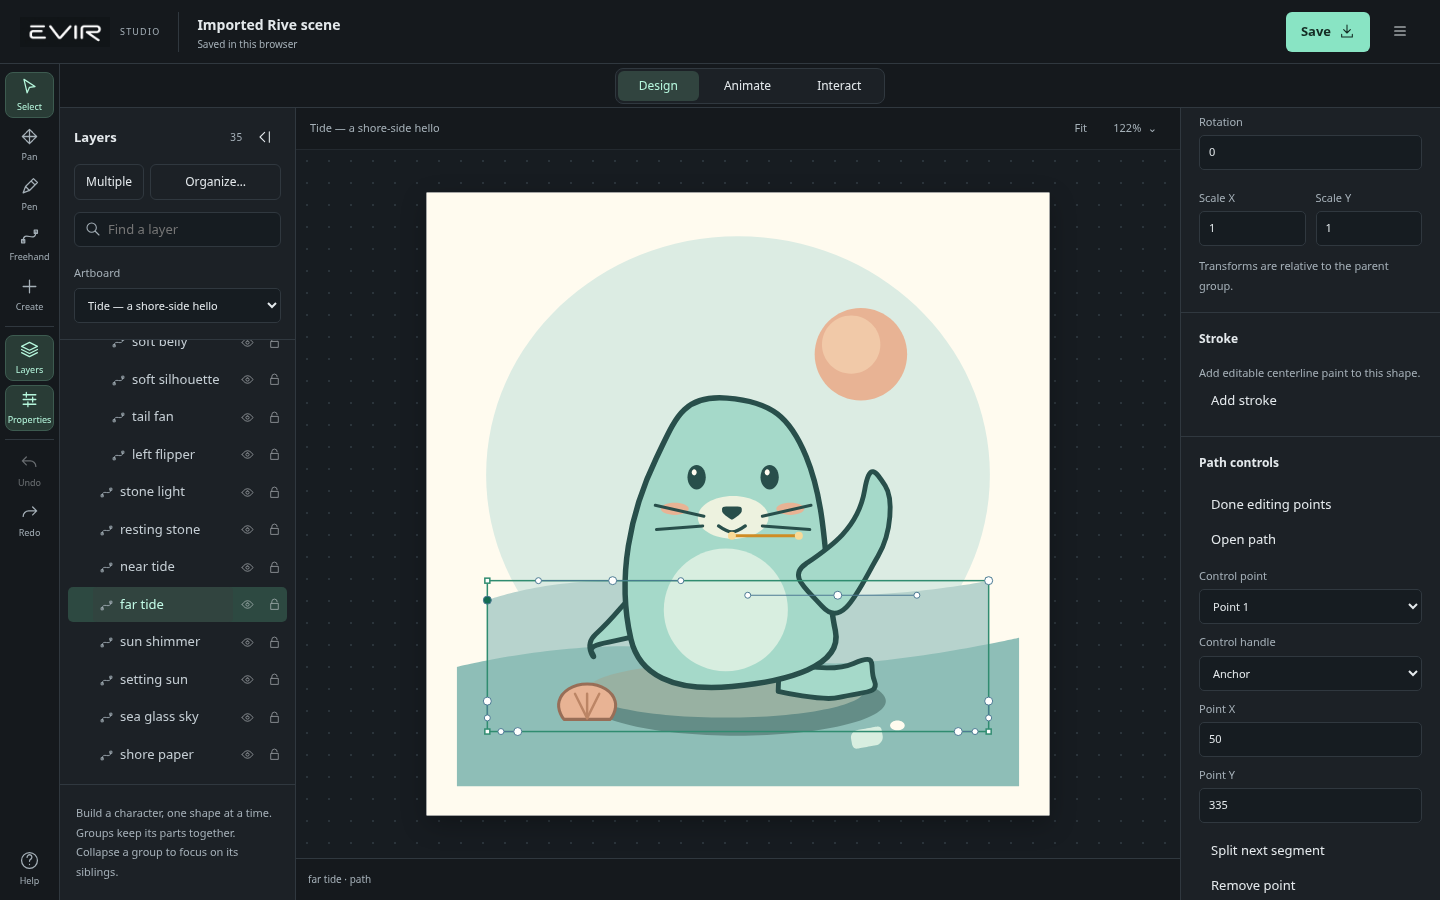 EVIR STUDIO
Imported Rive scene
Saved in this browser
Save
Design
Animate
Interact
Select
Pan
Pen
Freehand
Create
Layers
Properties
Undo
Redo
Help
Layers
35
Multiple
Organize...
Find a layer
Artboard
Tide — a shore-side hello
soft belly
soft silhouette
tail fan
left flipper
stone light
resting stone
near tide
far tide
sun shimmer
setting sun
sea glass sky
shore paper
Build a character, one shape at a time.
Groups keep its parts together.
Collapse a group to focus on its
siblings.
Tide — a shore-side hello
Fit
122%
far tide · path
Rotation
0
Scale X
Scale Y
1
1
Transforms are relative to the parent
group.
Stroke
Add editable centerline paint to this shape.
Add stroke
Path controls
Done editing points
Open path
Control point
Point 1
Control handle
Anchor
Point X
50
Point Y
335
Split next segment
Remove point